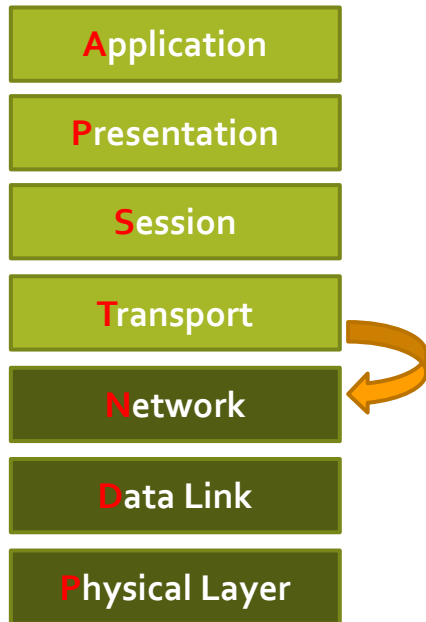 Application
Presentation
Session
Transport
Network
Data Link
Physical Layer